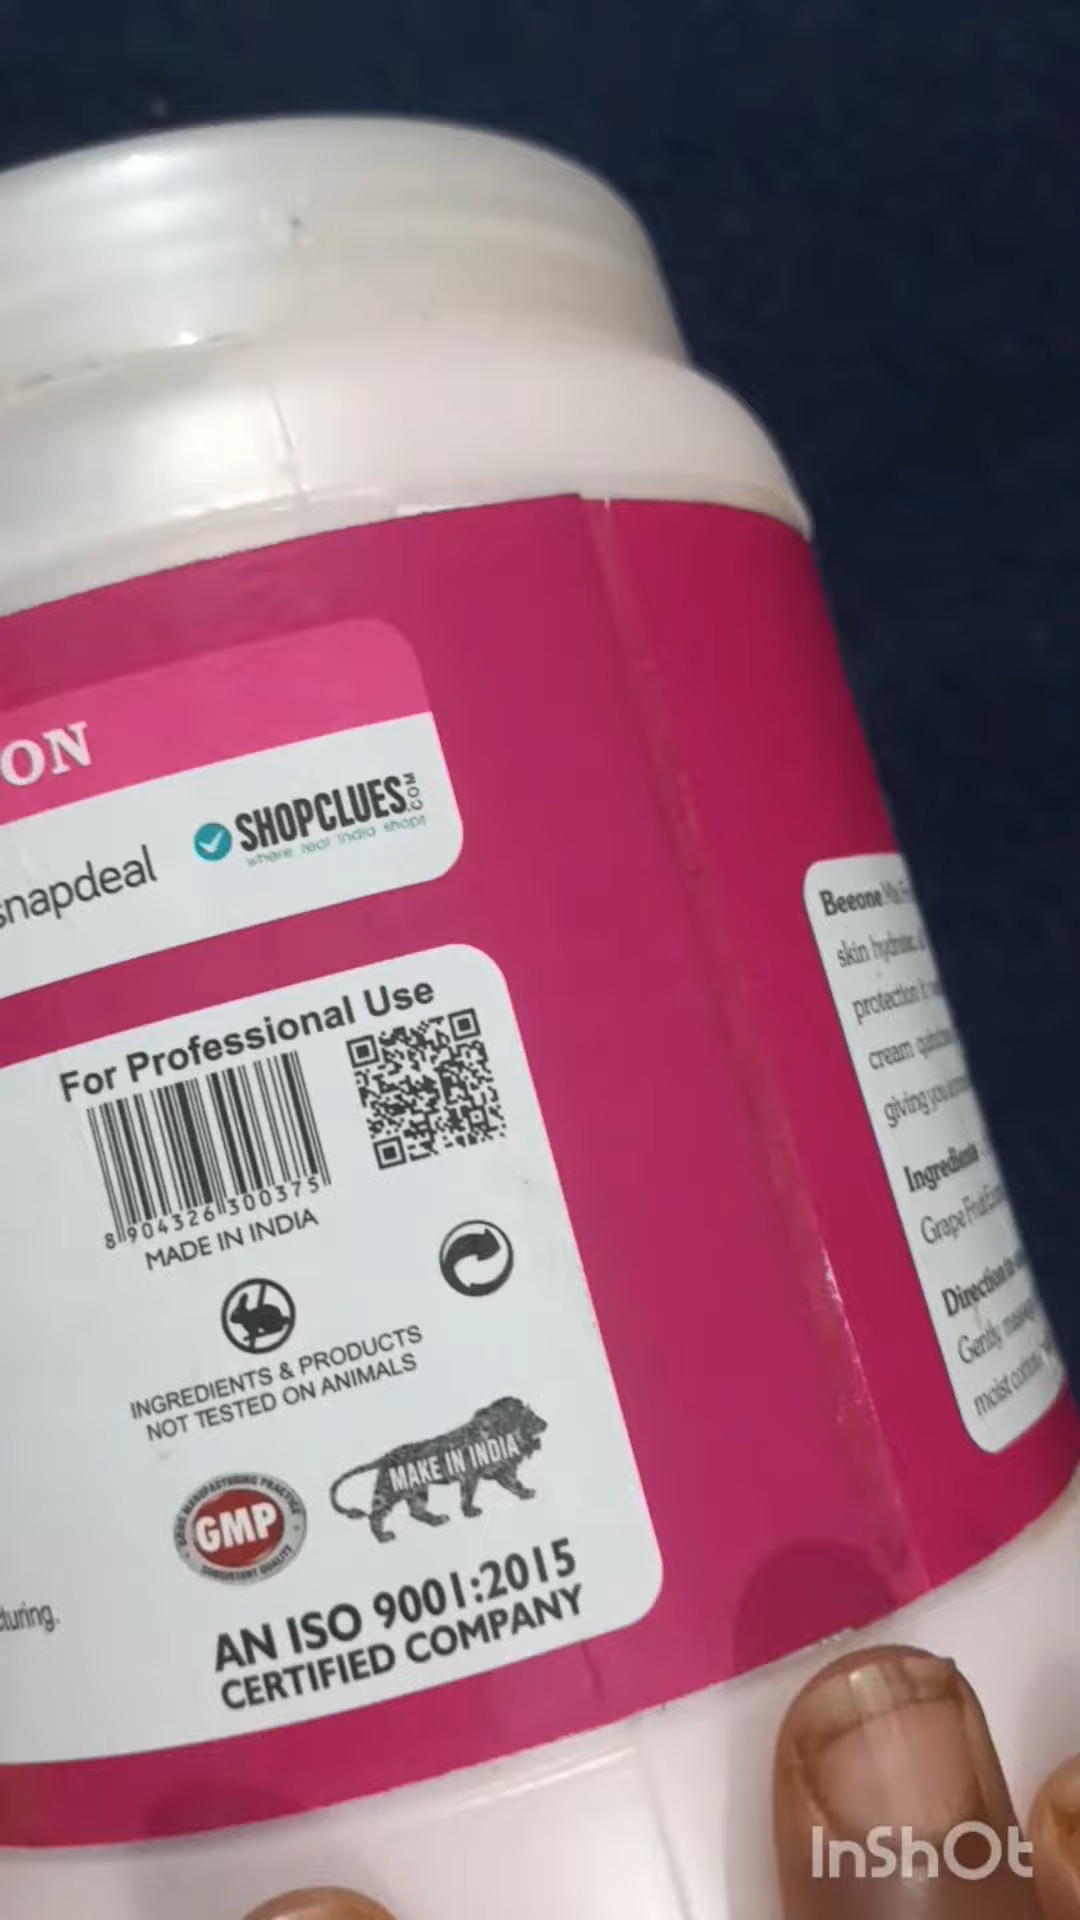 ON
snapdeal
SHOPCLUES.COM
where real India shops
For Professional Use
8 904326 300375
MADE IN INDIA
INGREDIENTS & PRODUCTS
NOT TESTED ON ANIMALS
MAKE IN INDIA
GMP
AN ISO 9001:2015
CERTIFIED COMPANY
cturing.
Beeone
skin
protection
cream
giving you
Ingredients
Grape Fruit
Direction to
Gently
moist
InShOt